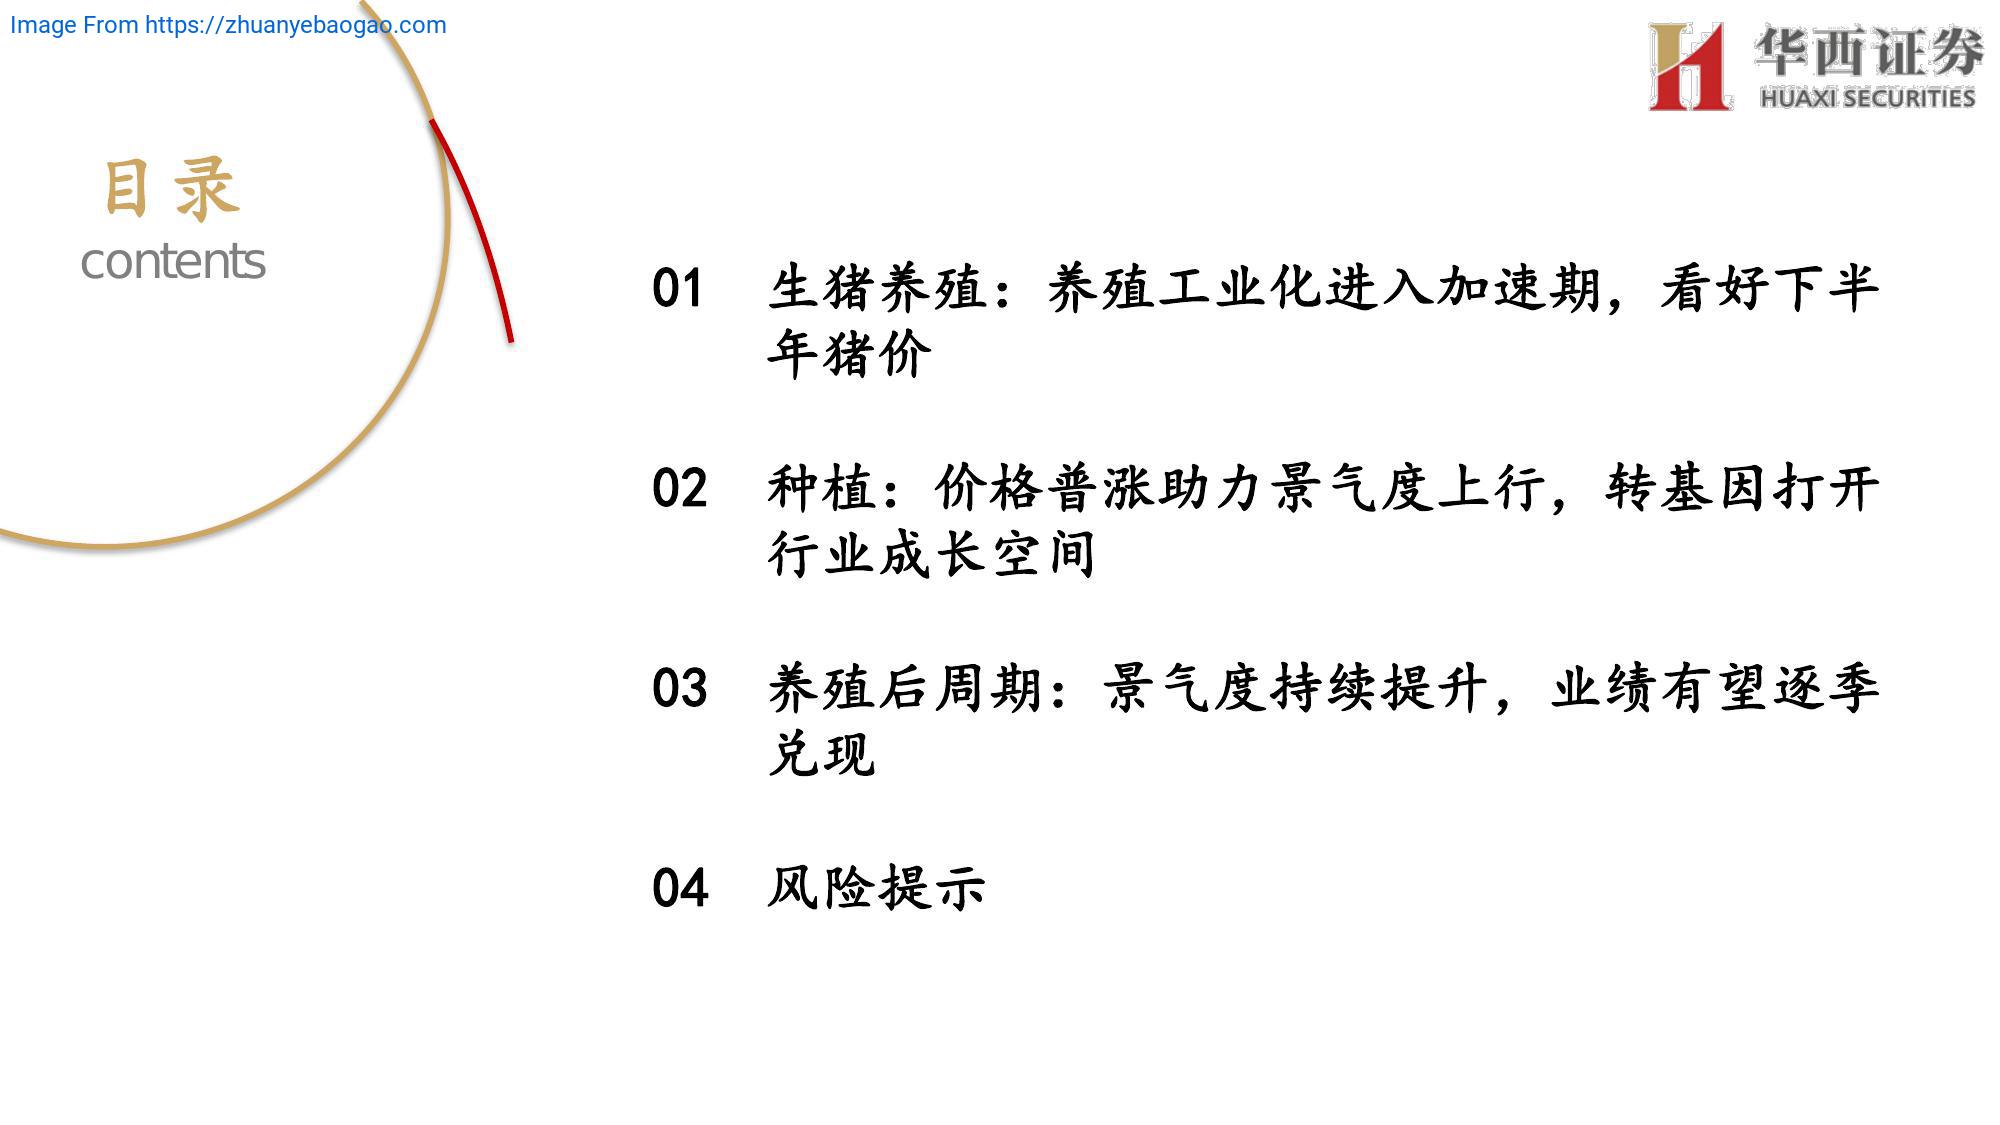 Image From https://zhuanyebaogao.com
华西证券
HUAXI SECURITIES
目录
contents
01 生猪养殖：养殖工业化进入加速期，看好下半
年猪价
02 种植：价格普涨助力景气度上行，转基因打开
行业成长空间
03 养殖后周期：景气度持续提升，业绩有望逐季
兑现
04 风险提示